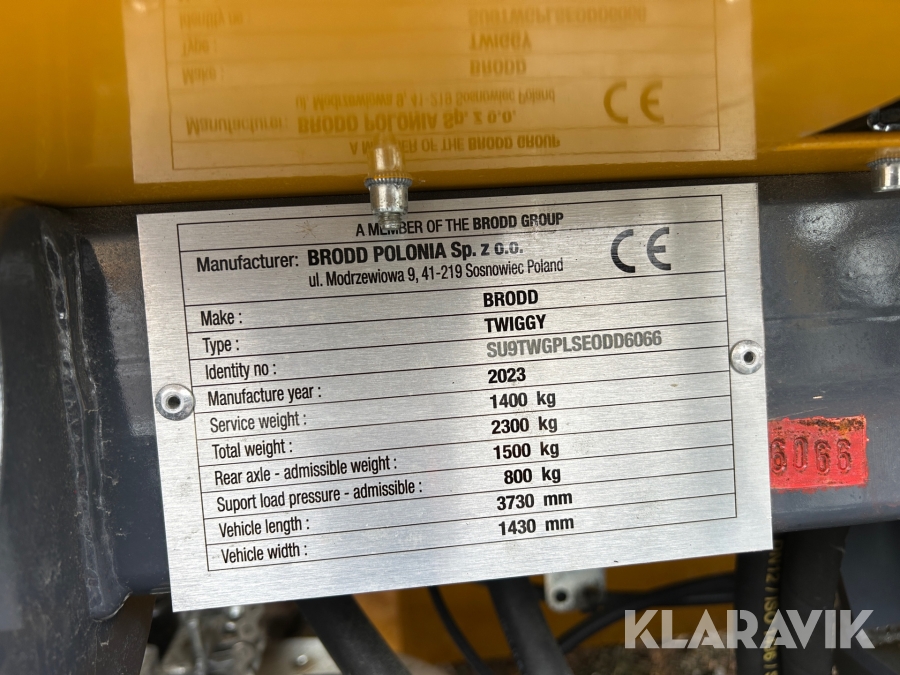 A MEMBER OF THE BRODD GROUP
Manufacturer: BRODD POLONIA Sp. z o.o.
ul. Modrzewiowa 9, 41-219 Sosnowiec Poland
CE
Make : BRODD
Type : TWIGGY
Identity no : SU9TWGPLSEODD6066
Manufacture year : 2023
Service weight : 1400 kg
Total weight : 2300 kg
Rear axle - admissible weight : 1500 kg
Suport load pressure - admissible : 800 kg
Vehicle length : 3730 mm
Vehicle width : 1430 mm
6066
KLARAVIK